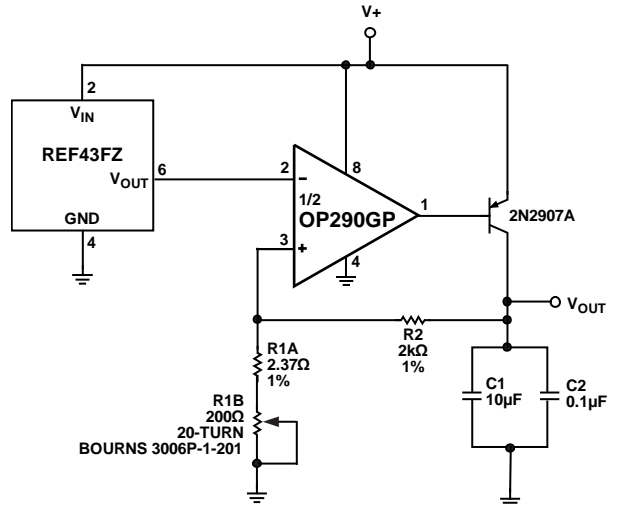 V+
2
VIN
REF43FZ
VOUT
6
GND
4
2
–
8
1/2
OP290GP
1
3
+
4
2N2907A
VOUT
R2
2kΩ
1%
R1A
2.37Ω
1%
R1B
200Ω
20-TURN
BOURNS 3006P-1-201
C1
10µF
C2
0.1µF